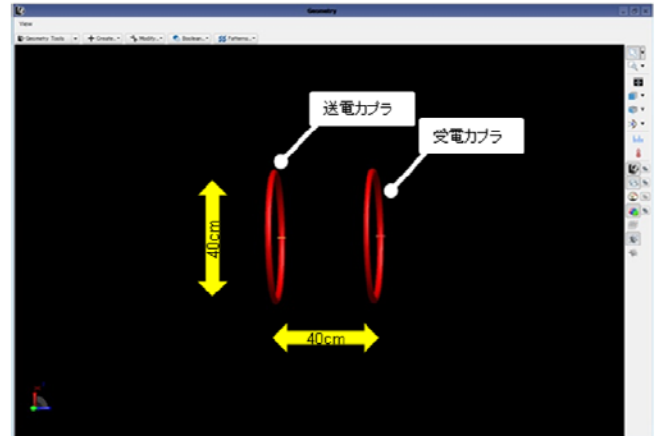 Geometry
View
Geometry Tools
Create..
Modify..
Boolean..
Patterns..
送電カプラ
受電カプラ
40cm
40cm